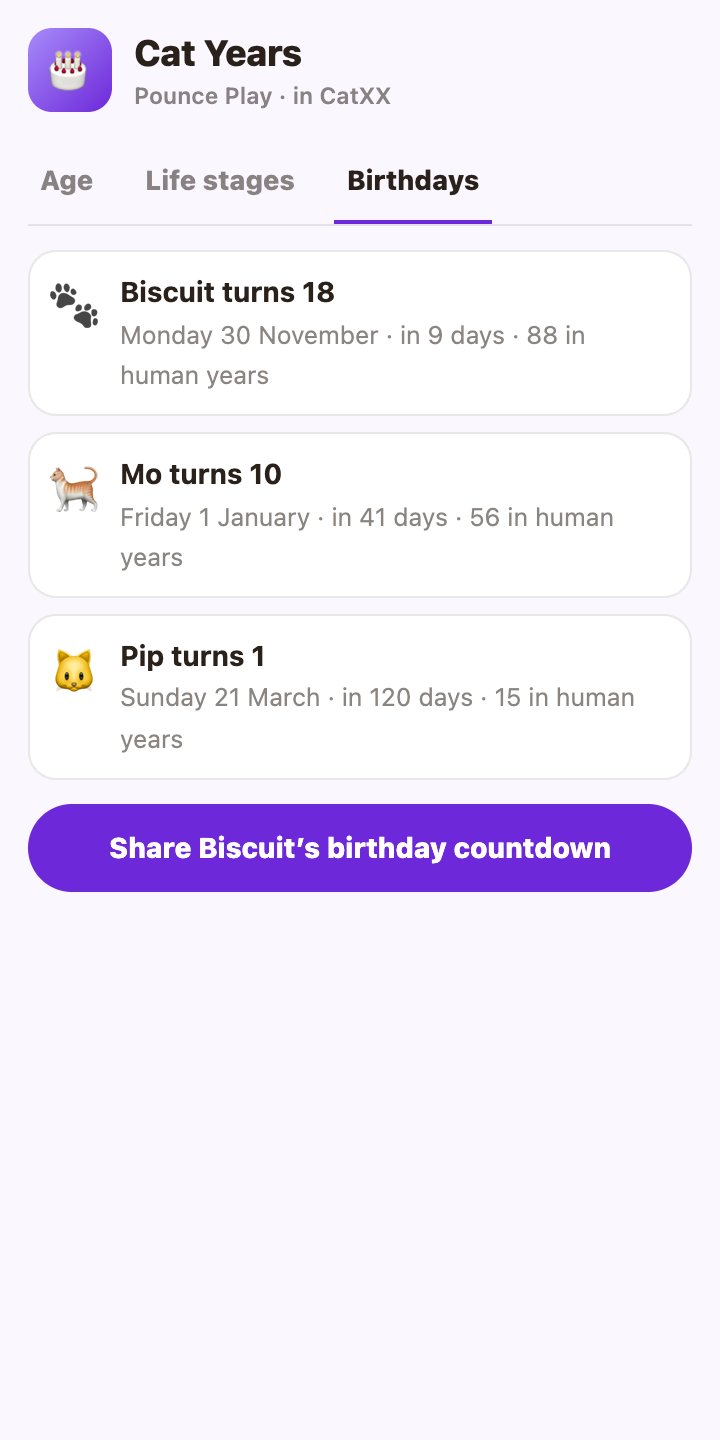 Cat Years
Pounce Play · in CatXX
Age
Life stages
Birthdays
Biscuit turns 18
Monday 30 November · in 9 days · 88 in
human years
Mo turns 10
Friday 1 January · in 41 days · 56 in human
years
Pip turns 1
Sunday 21 March · in 120 days · 15 in human
years
Share Biscuit’s birthday countdown